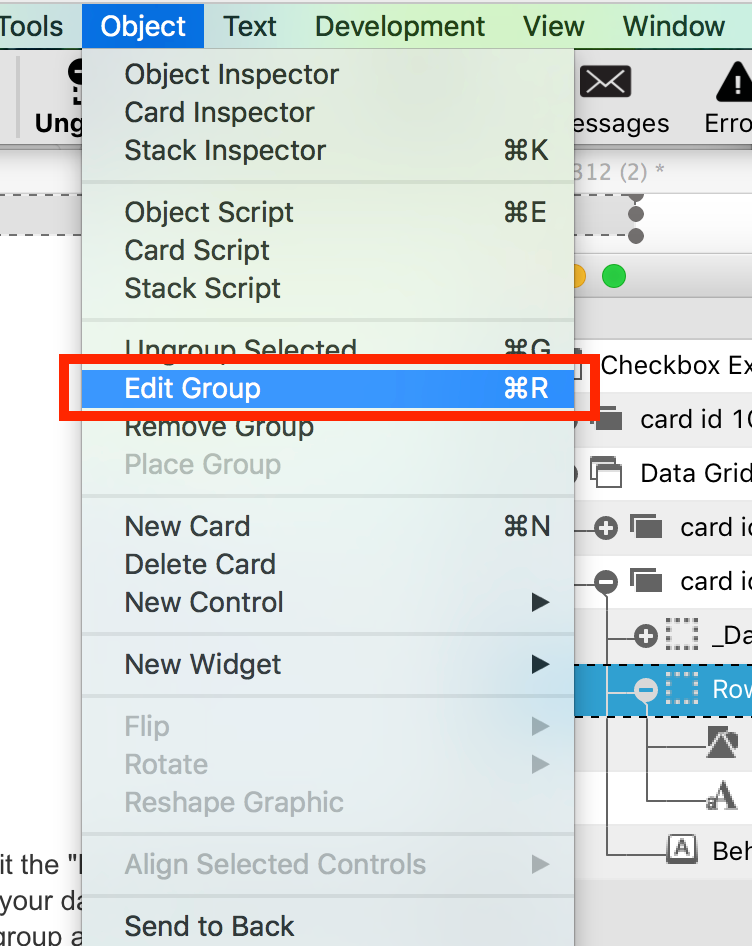 Tools Object Text Development View Window
Object Inspector
Card Inspector
Stack Inspector ⌘K
Object Script ⌘E
Card Script
Stack Script
Ungroup Selected ⌘G
Edit Group ⌘R
Remove Group
Place Group
New Card ⌘N
Delete Card
New Control ▶
New Widget ▶
Flip ▶
Rotate ▶
Reshape Graphic
Align Selected Controls ▶
Send to Back
Ung
essages
Erro
312 (2) *
Checkbox Ex
card id 10
Data Grid
card id
card id
_Da
Row
A
Beh
it the "
your da
group a